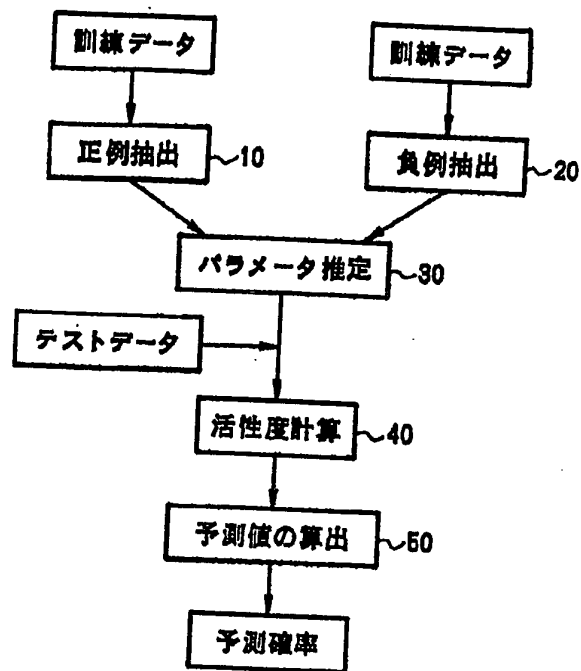 訓練データ
訓練データ
正例抽出
10
負例抽出
20
パラメータ推定
30
テストデータ
活性度計算
40
予測値の算出
50
予測確率